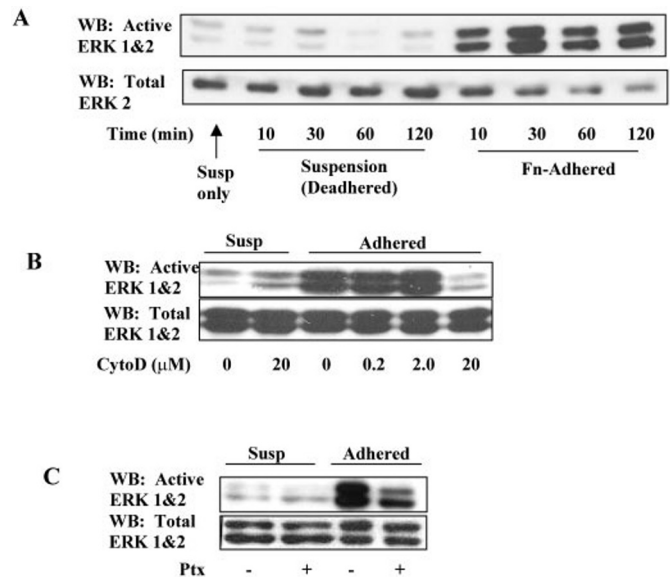 A
WB: Active
ERK 1&2
WB: Total
ERK 2
Time (min) 10 30 60 120 10 30 60 120
Susp
only
Suspension
(Deadhered)
Fn-Adhered
B
Susp Adhered
WB: Active
ERK 1&2
WB: Total
ERK 1&2
CytoD (μM) 0 20 0 0.2 2.0 20
C
Susp Adhered
WB: Active
ERK 1&2
WB: Total
ERK 1&2
Ptx - + - +